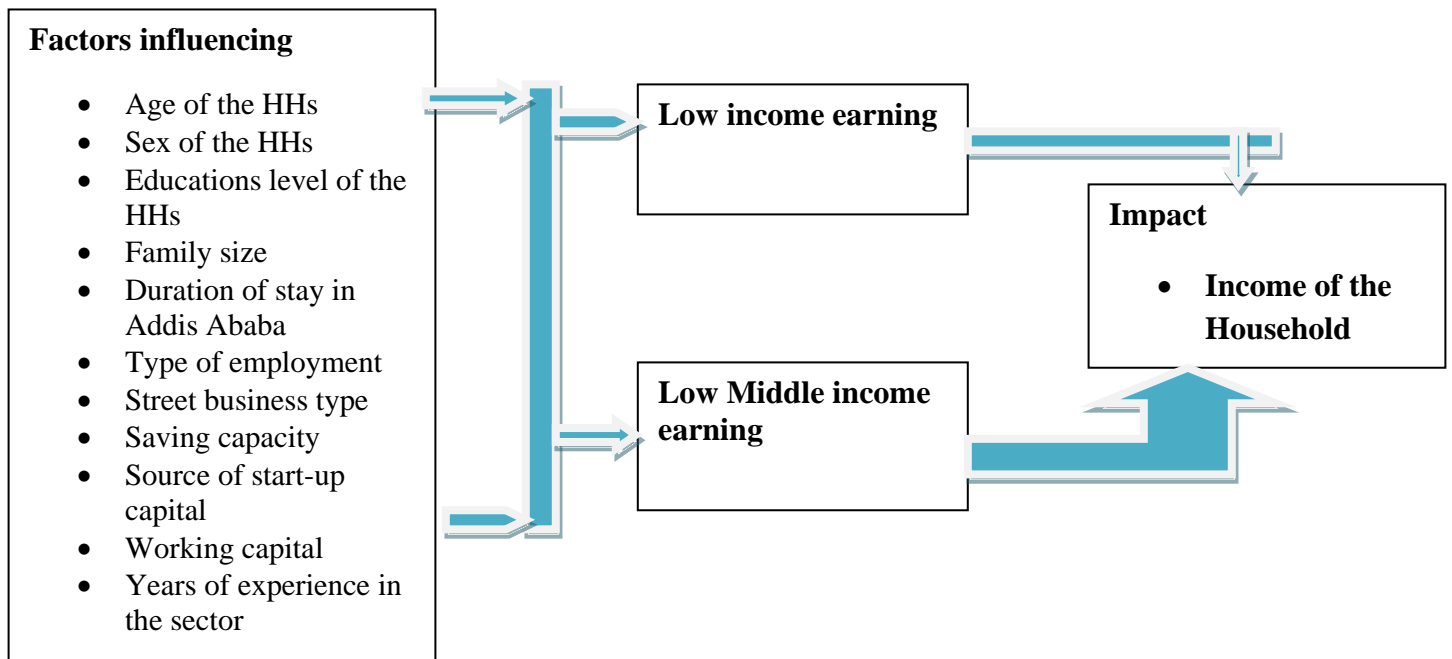 Factors influencing
• Age of the HHs
• Sex of the HHs
• Educations level of the
HHs
• Family size
• Duration of stay in
Addis Ababa
• Type of employment
• Street business type
• Saving capacity
• Source of start-up
capital
• Working capital
• Years of experience in
the sector
Low income earning
Low Middle income
earning
Impact
• Income of the
Household